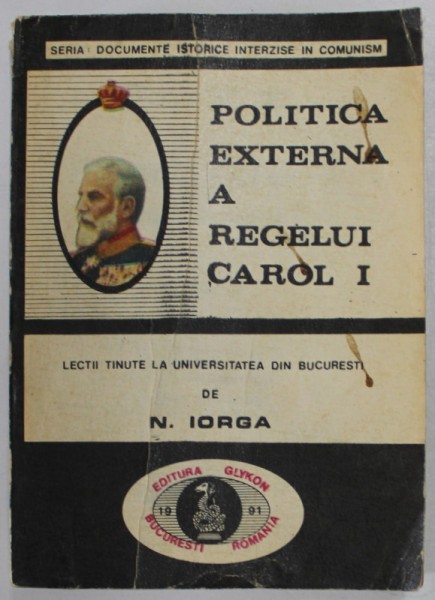 SERIA : DOCUMENTE ISTORICE INTERZISE IN COMUNISM
POLITICA
EXTERNA
A
REGELUI
CAROL I
LECTII TINUTE LA UNIVERSITATEA DIN BUCURESTI
DE
N. IORGA
EDITURA GLYKON
19 91
BUCURESTI ROMANIA